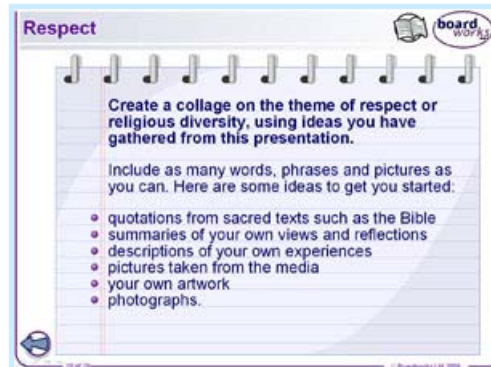 Respect
board
works
Create a collage on the theme of respect or
religious diversity, using ideas you have
gathered from this presentation.
Include as many words, phrases and pictures as
you can. Here are some ideas to get you started:
quotations from sacred texts such as the Bible
summaries of your own views and reflections
descriptions of your own experiences
pictures taken from the media
your own artwork
photographs.